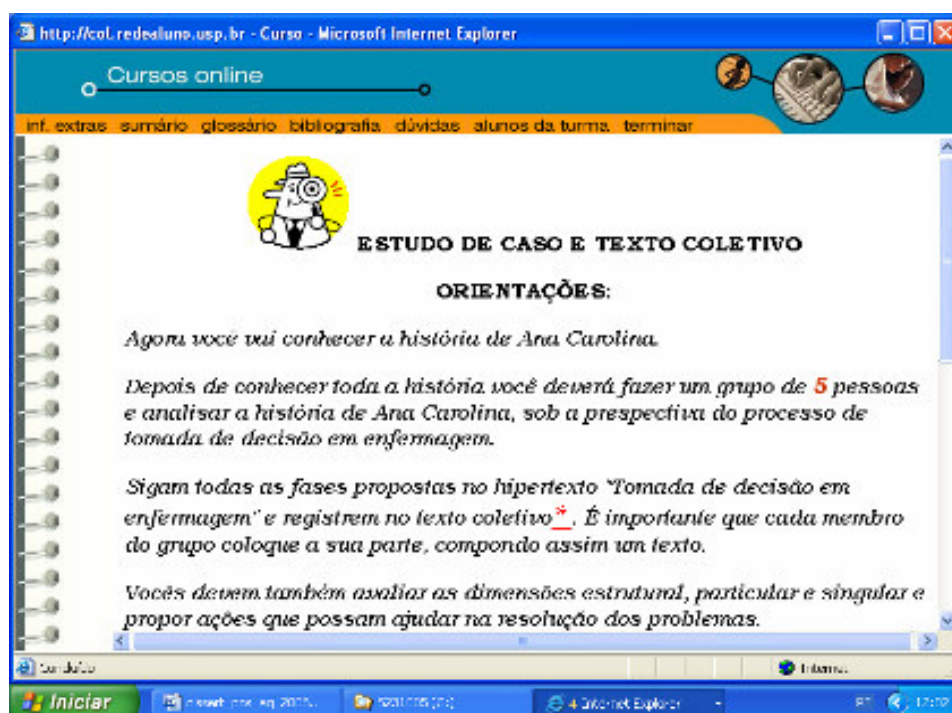 http://col.redealuno.usp.br - Curso - Microsoft Internet Explorer
Cursos online
inf. extras sumário glossário bibliografia dúvidas alunos da turma terminar
ESTUDO DE CASO E TEXTO COLETIVO
ORIENTAÇÕES:
Agora você vai conhecer a história de Ana Carolina.
Depois de conhecer toda a história você deverá fazer um grupo de 5 pessoas
e analisar a história de Ana Carolina, sob a prespectiva do processo de
tomada de decisão em enfermagem.
Sigam todas as fases propostas no hipertexto "Tomada de decisão em
enfermagem" e registrem no texto coletivo*. É importante que cada membro
do grupo coloque a sua parte, compondo assim um texto.
Vocês devem também avaliar as dimensões estrutural, particular e singular e
propor ações que possam ajudar na resolução dos problemas.
Concluído Internet
Iniciar 4 Internet Explorer PT 12:02